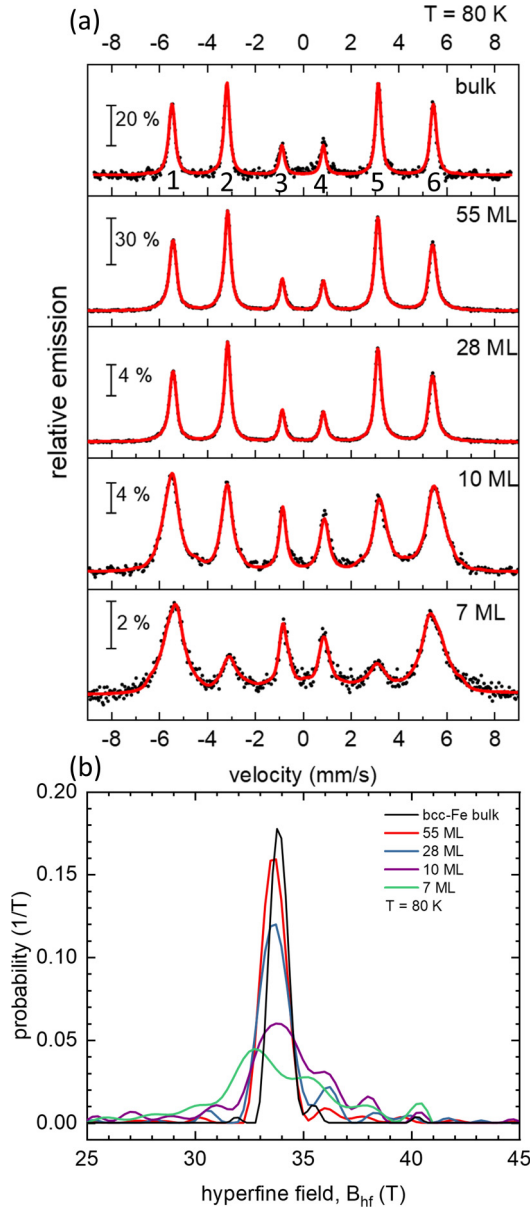 (a)
T = 80 K
-8 -6 -4 -2 0 2 4 6 8
bulk
20 %
1 2 3 4 5 6
55 ML
30 %
28 ML
4 %
10 ML
4 %
7 ML
2 %
relative emission
-8 -6 -4 -2 0 2 4 6 8
velocity (mm/s)
(b)
0.20
0.15
0.10
0.05
0.00
probability (1/T)
bcc-Fe bulk
55 ML
28 ML
10 ML
7 ML
T = 80 K
25 30 35 40 45
hyperfine field, Bhf (T)